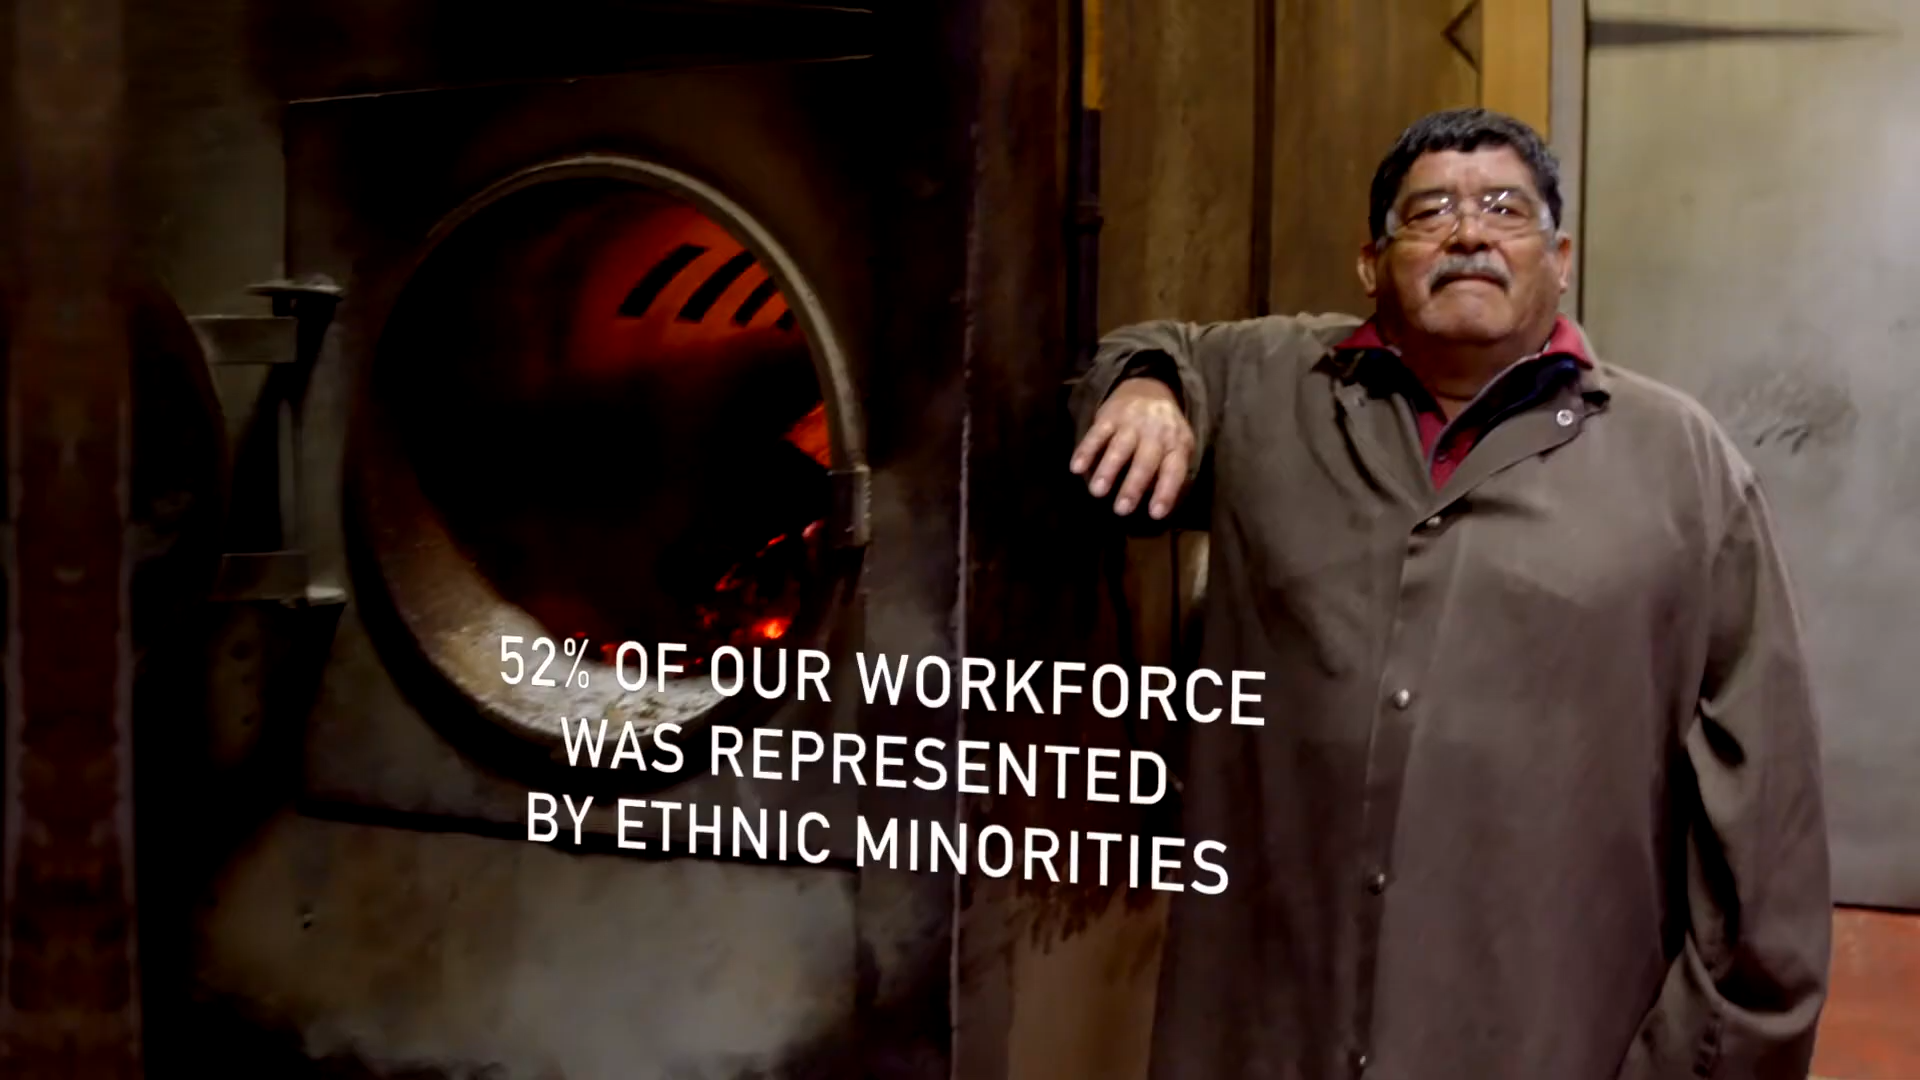 52% OF OUR WORKFORCE
WAS REPRESENTED
BY ETHNIC MINORITIES